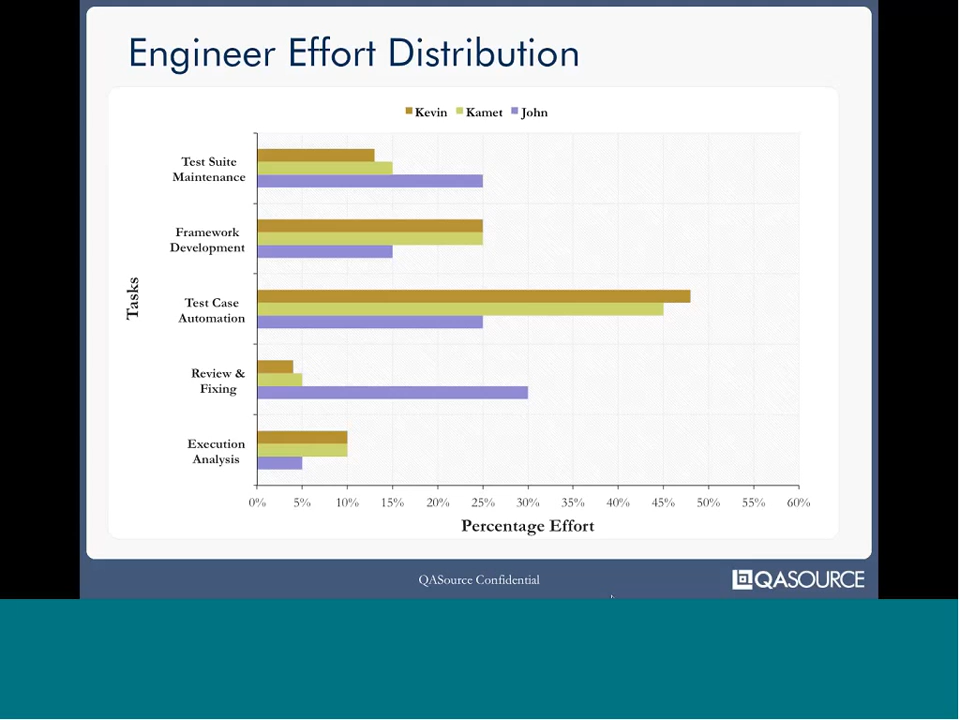 Engineer Effort Distribution
Kevin Kamet John
Test Suite
Maintenance
Framework
Development
Test Case
Automation
Review &
Fixing
Execution
Analysis
Tasks
0% 5% 10% 15% 20% 25% 30% 35% 40% 45% 50% 55% 60%
Percentage Effort
QASource Confidential
QASOURCE